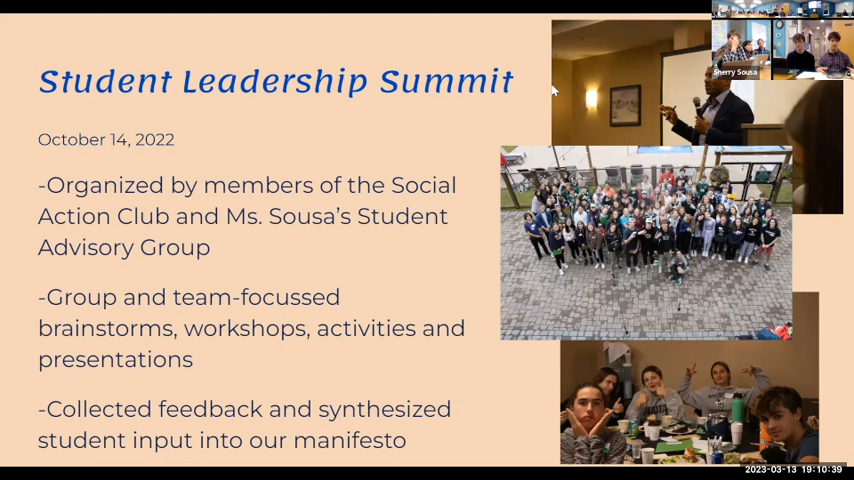 Student Leadership Summit
October 14, 2022
-Organized by members of the Social
Action Club and Ms. Sousa’s Student
Advisory Group
-Group and team-focussed
brainstorms, workshops, activities and
presentations
-Collected feedback and synthesized
student input into our manifesto
Sherry Sousa
2023-03-13 19:10:39